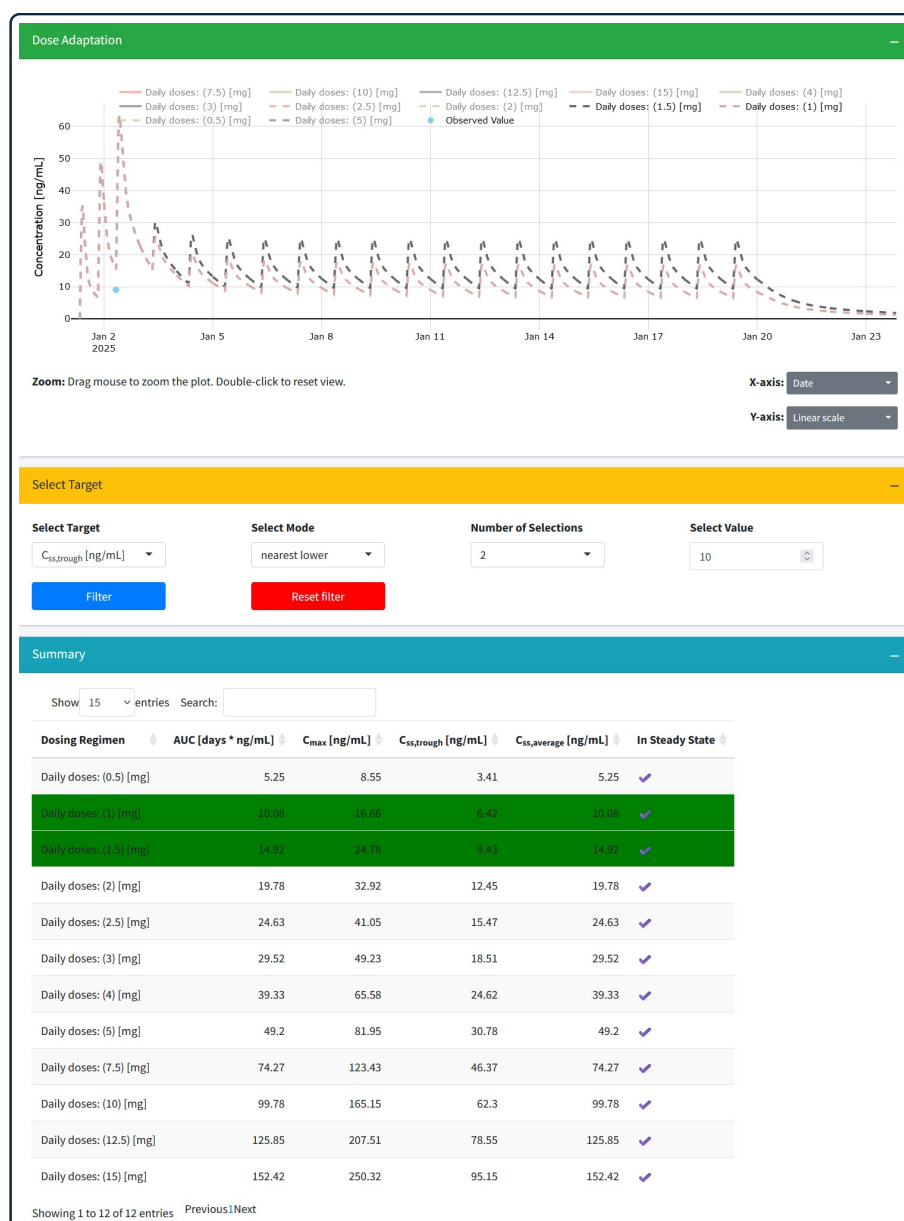 Dose Adaptation
Daily doses: (7.5) [mg] Daily doses: (10) [mg] Daily doses: (12.5) [mg] Daily doses: (15) [mg] Daily doses: (4) [mg]
Daily doses: (3) [mg] Daily doses: (2.5) [mg] Daily doses: (2) [mg] Daily doses: (1.5) [mg] Daily doses: (1) [mg]
Daily doses: (0.5) [mg] Daily doses: (5) [mg] Observed Value
Concentration [ng/mL]
60
50
40
30
20
10
0
Jan 2 Jan 5 Jan 8 Jan 11 Jan 14 Jan 17 Jan 20 Jan 23
2025
Zoom: Drag mouse to zoom the plot. Double-click to reset view. X-axis: Date
Y-axis: Linear scale
Select Target
Select Target Select Mode Number of Selections Select Value
Css,trough [ng/mL] nearest lower 2 10
Filter Reset filter
Summary
Show 15 entries Search:
Dosing Regimen AUC [days * ng/mL] Cmax [ng/mL] Css,trough [ng/mL] Css,average [ng/mL] In Steady State
Daily doses: (0.5) [mg] 5.25 8.55 3.41 5.25
Daily doses: (1) [mg] 10.08 16.66 6.42 10.08
Daily doses: (1.5) [mg] 14.92 24.78 9.43 14.92
Daily doses: (2) [mg] 19.78 32.92 12.45 19.78
Daily doses: (2.5) [mg] 24.63 41.05 15.47 24.63
Daily doses: (3) [mg] 29.52 49.23 18.51 29.52
Daily doses: (4) [mg] 39.33 65.58 24.62 39.33
Daily doses: (5) [mg] 49.2 81.95 30.78 49.2
Daily doses: (7.5) [mg] 74.27 123.43 46.37 74.27
Daily doses: (10) [mg] 99.78 165.15 62.3 99.78
Daily doses: (12.5) [mg] 125.85 207.51 78.55 125.85
Daily doses: (15) [mg] 152.42 250.32 95.15 152.42
Showing 1 to 12 of 12 entries Previous1Next